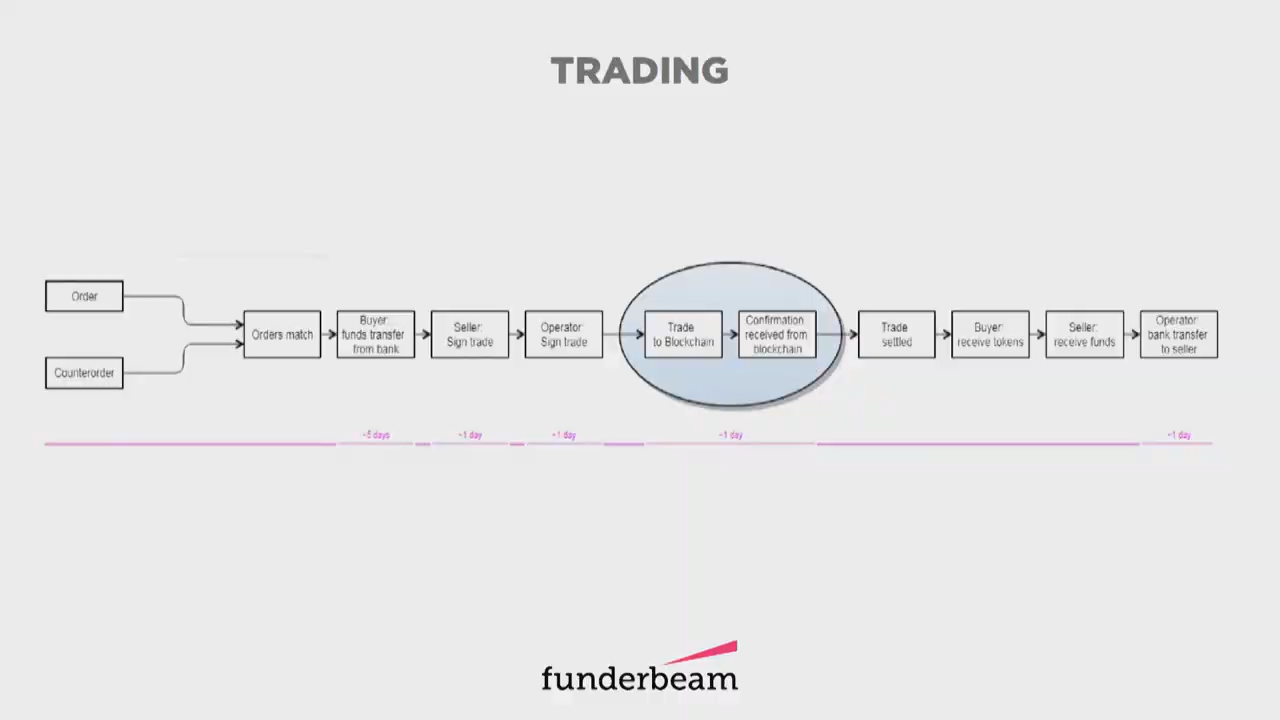 TRADING
Order
Counterorder
Orders match
Buyer:
funds transfer
from bank
Seller:
Sign trade
Operator:
Sign trade
Trade
to Blockchain
Confirmation
received from
blockchain
Trade
settled
Buyer:
receive tokens
Seller:
receive funds
Operator:
bank transfer
to seller
~5 days
~1 day
~1 day
~1 day
~1 day
funderbeam